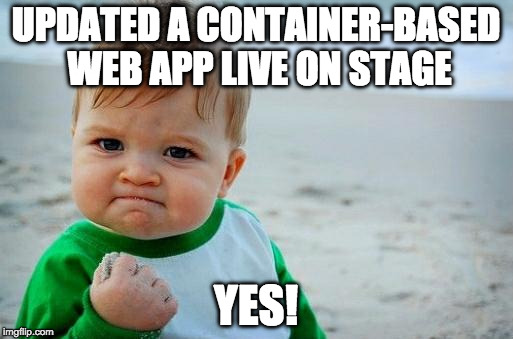 UPDATED A CONTAINER-BASED
WEB APP LIVE ON STAGE
YES!
imgflip.com